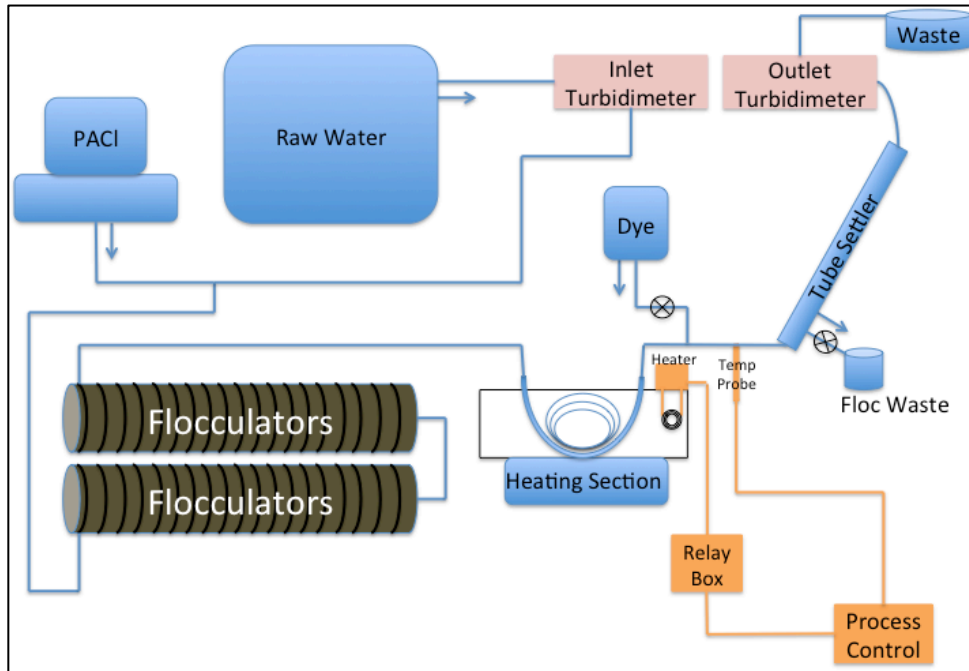 Waste
Inlet
Turbidimeter
Outlet
Turbidimeter
PACl
Raw Water
Dye
Tube Settler
Heater
Temp
Probe
Floc Waste
Flocculators
Flocculators
Heating Section
Relay
Box
Process
Control